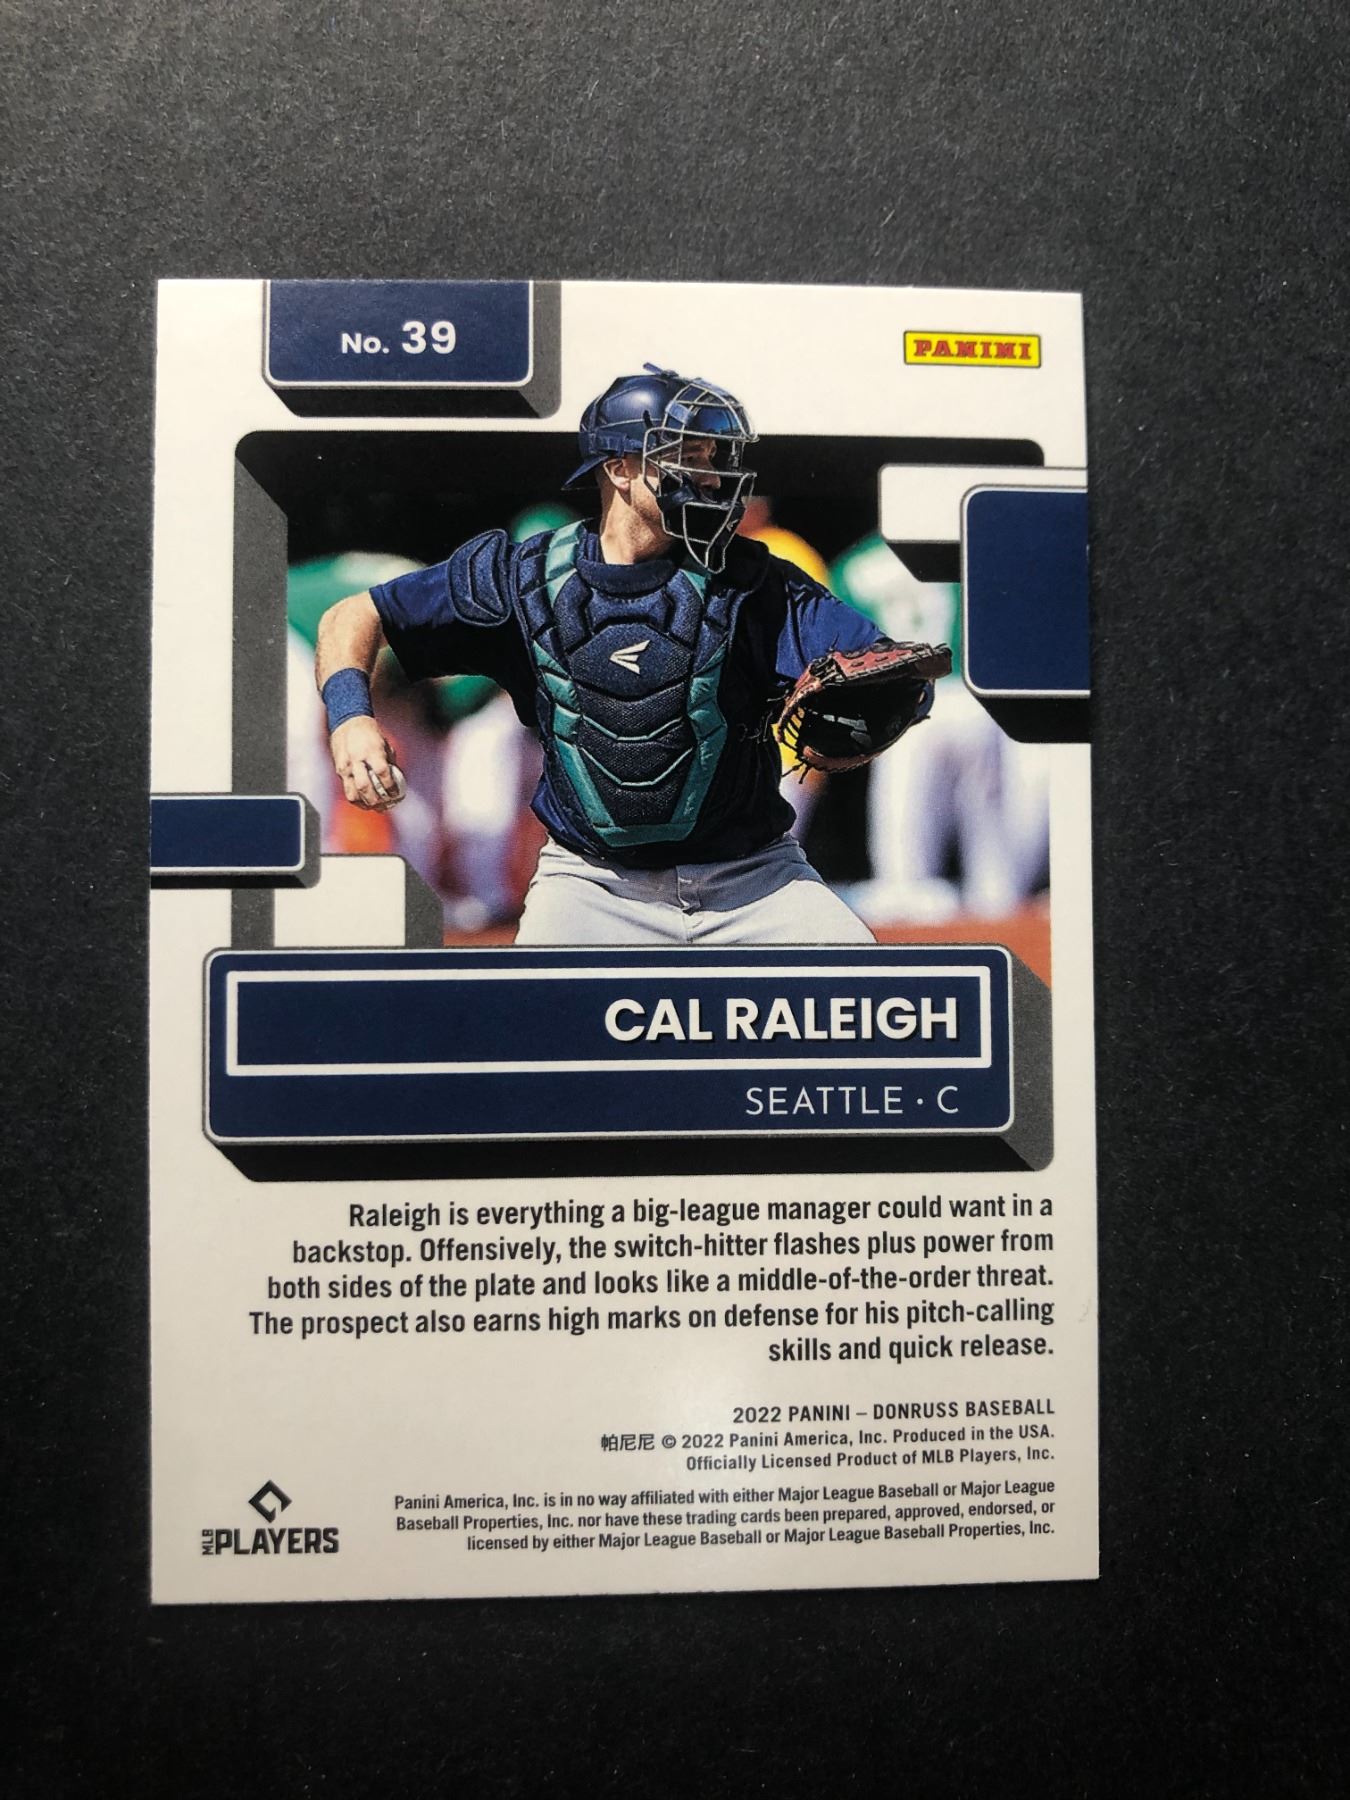 No. 39
PANINI
CAL RALEIGH
SEATTLE · C
Raleigh is everything a big-league manager could want in a
backstop. Offensively, the switch-hitter flashes plus power from
both sides of the plate and looks like a middle-of-the-order threat.
The prospect also earns high marks on defense for his pitch-calling
skills and quick release.
2022 PANINI – DONRUSS BASEBALL
帕尼尼 © 2022 Panini America, Inc. Produced in the USA.
Officially Licensed Product of MLB Players, Inc.
Panini America, Inc. is in no way affiliated with either Major League Baseball or Major League
Baseball Properties, Inc. nor have these trading cards been prepared, approved, endorsed, or
licensed by either Major League Baseball or Major League Baseball Properties, Inc.
MLB PLAYERS